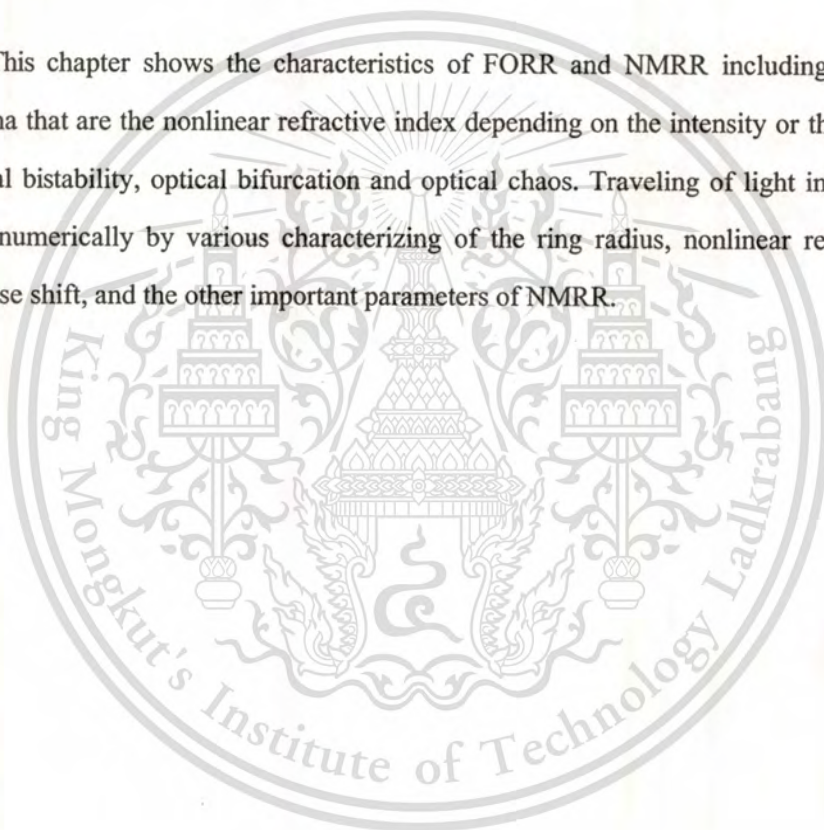 This chapter shows the characteristics of FORR and NMRR including
na that are the nonlinear refractive index depending on the intensity or th
al bistability, optical bifurcation and optical chaos. Traveling of light in
numerically by various characterizing of the ring radius, nonlinear re
se shift, and the other important parameters of NMRR.
King Mongkut's Institute of Technology Ladkrabang